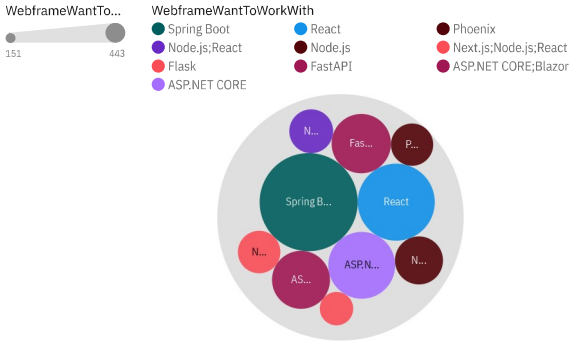 WebframeWantTo...
151
443
WebframeWantToWorkWith
Spring Boot
React
Phoenix
Node.js;React
Node.js
Next.js;Node.js;React
Flask
FastAPI
ASP.NET CORE;Blazor
ASP.NET CORE
N...
Fas...
P...
Spring B...
React
N...
AS...
ASP.N...
N...